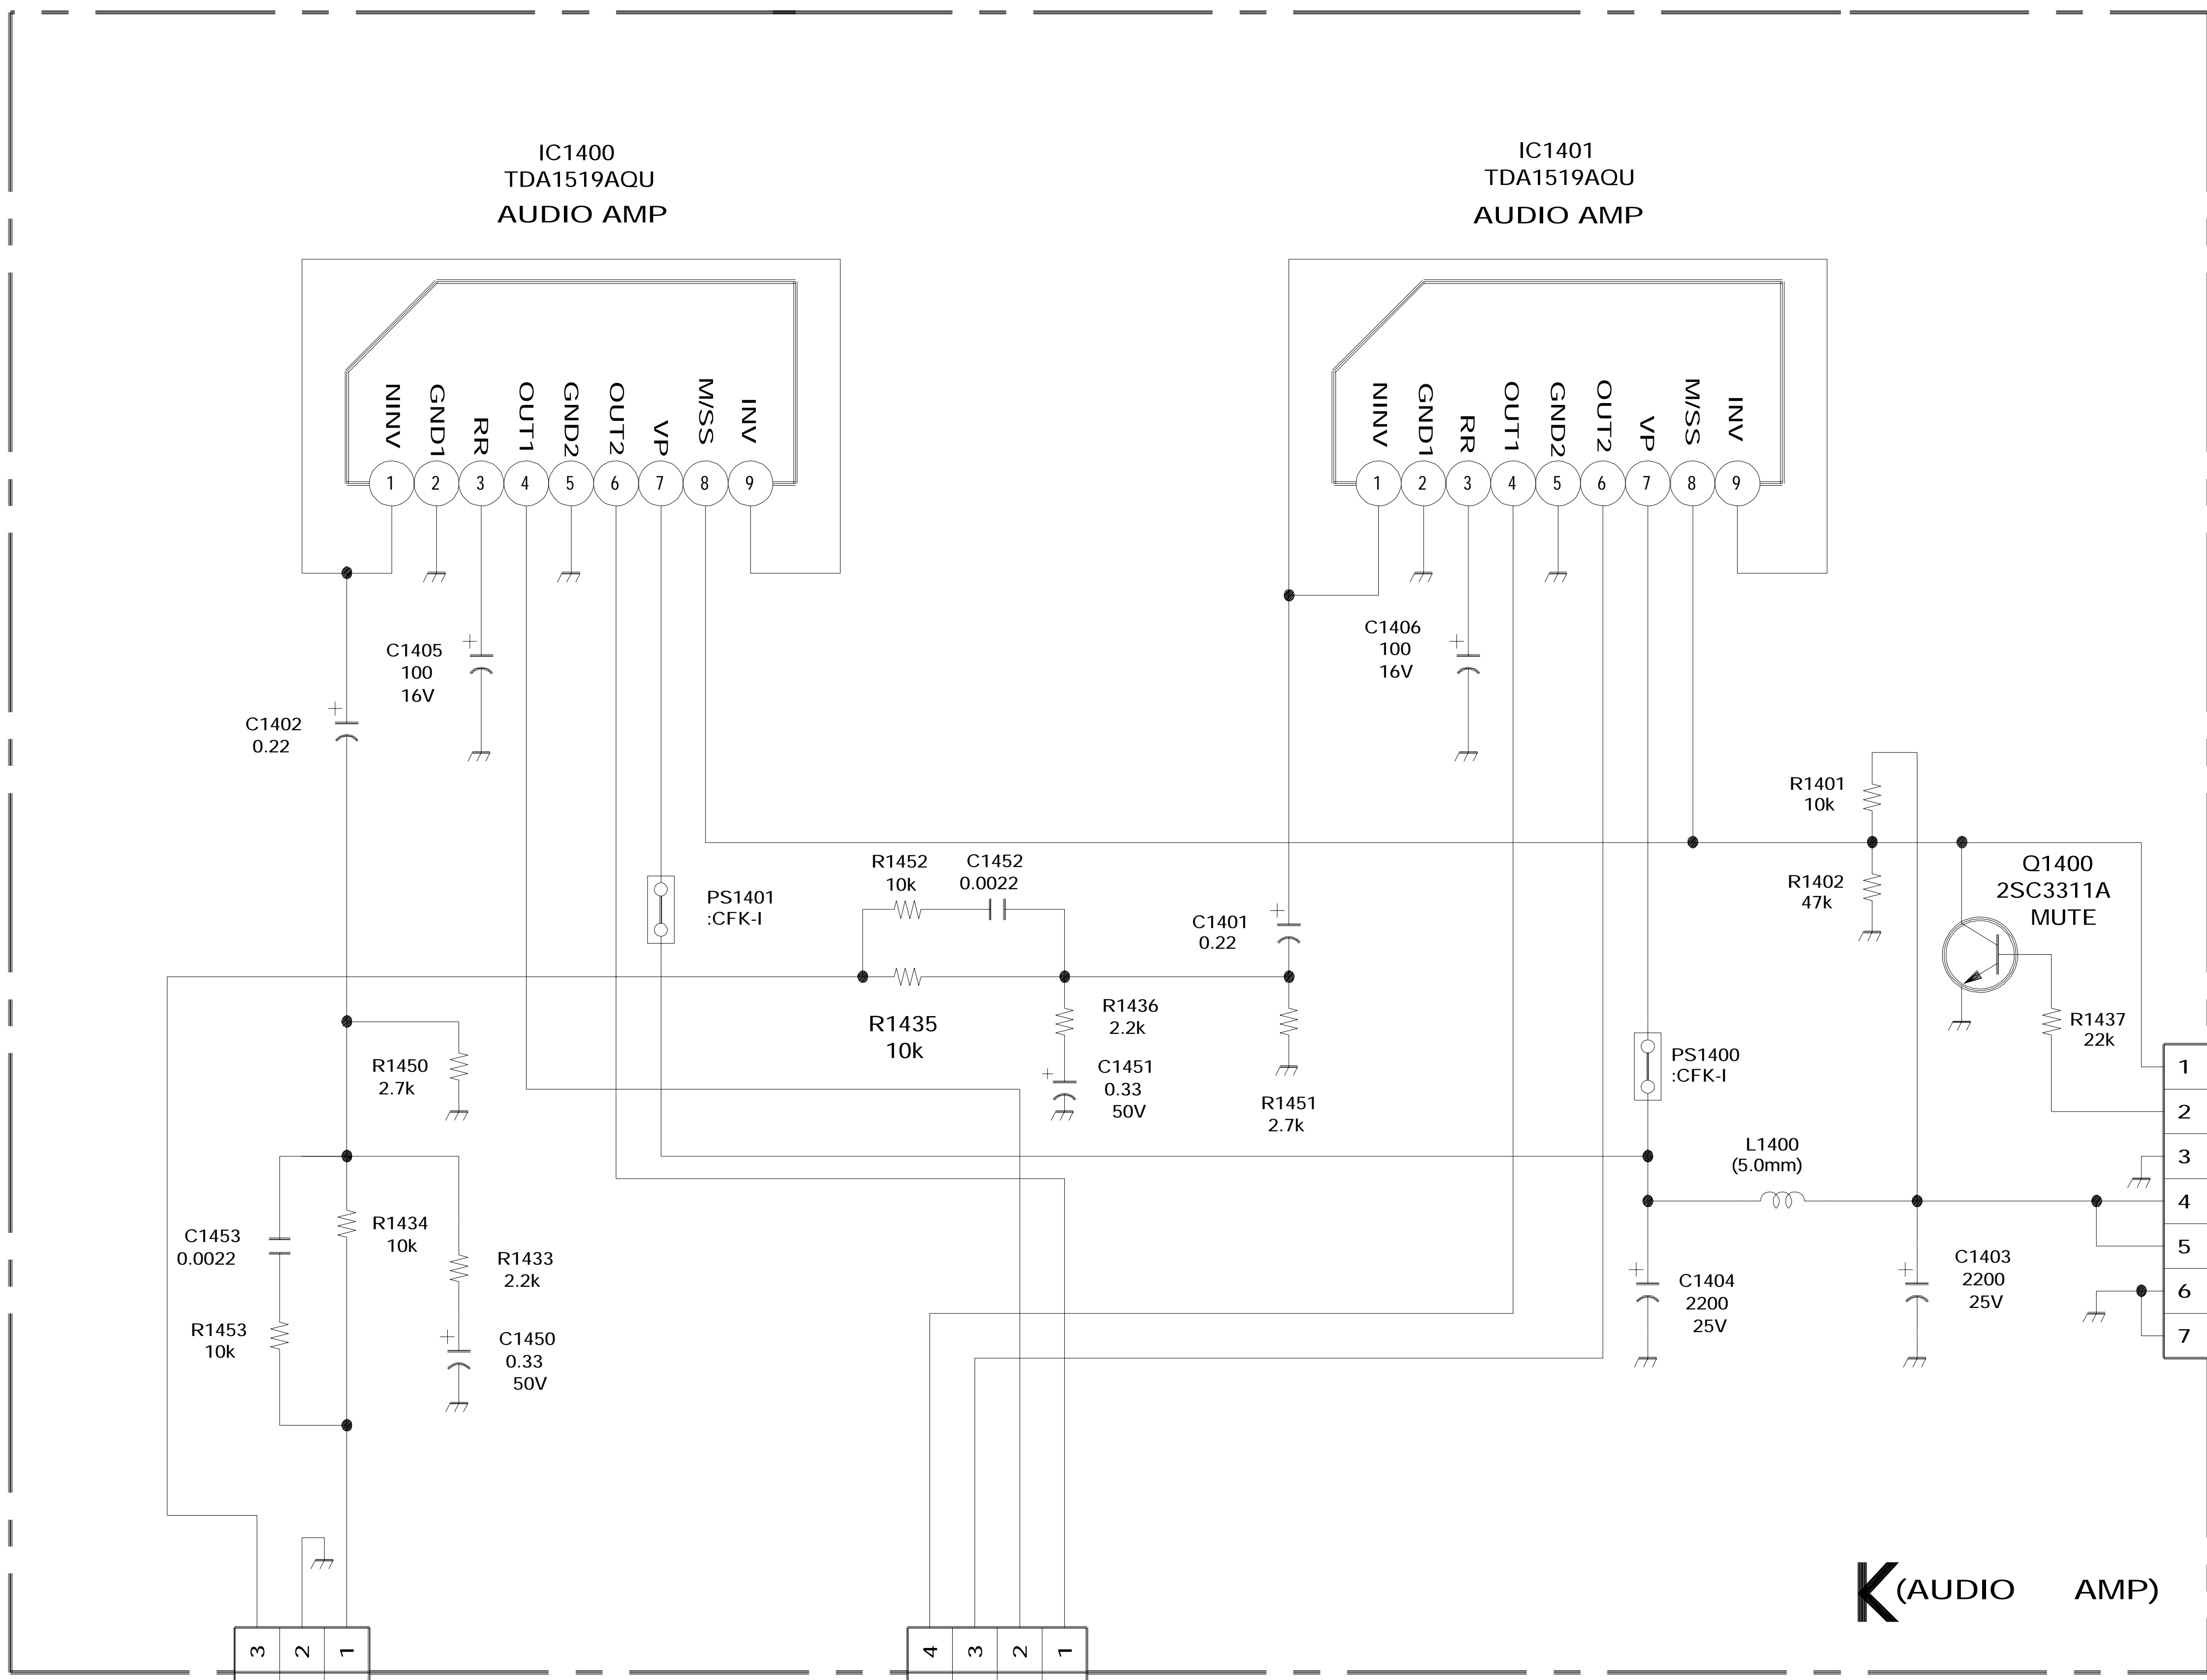 IC1400
TDA1519AQU
AUDIO AMP
IC1401
TDA1519AQU
AUDIO AMP
NINV
GND1
RR
OUT1
GND2
OUT2
VP
M/SS
INV
1 2 3 4 5 6 7 8 9
NINV
GND1
RR
OUT1
GND2
OUT2
VP
M/SS
INV
1 2 3 4 5 6 7 8 9
C1405
100
16V
C1406
100
16V
C1402
0.22
R1401
10k
R1402
47k
Q1400
2SC3311A
MUTE
R1452
10k
C1452
0.0022
PS1401
:CFK-I
C1401
0.22
R1435
10k
R1436
2.2k
C1451
0.33
50V
R1451
2.7k
R1437
22k
PS1400
:CFK-I
R1450
2.7k
L1400
(5.0mm)
1
2
3
4
5
6
7
C1453
0.0022
R1434
10k
R1433
2.2k
R1453
10k
C1450
0.33
50V
C1404
2200
25V
C1403
2200
25V
K (AUDIO AMP)
3 2 1
4 3 2 1